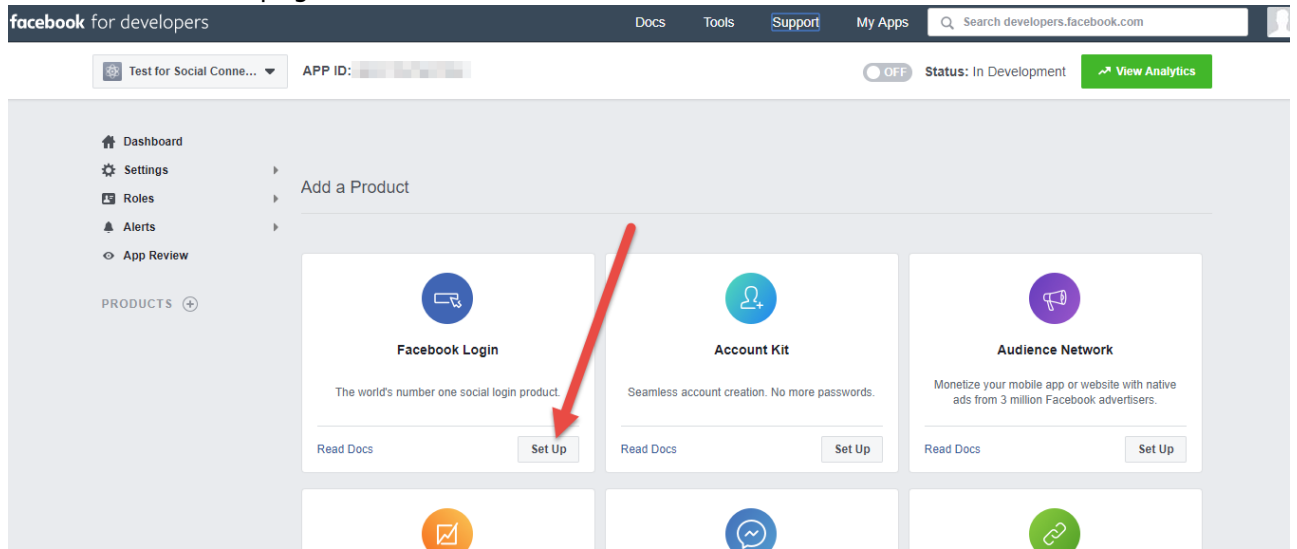 facebook for developers Docs Tools Support My Apps Search developers.facebook.com
Test for Social Conne... APP ID: OFF Status: In Development View Analytics
Dashboard
Settings
Roles
Alerts
App Review
PRODUCTS
Add a Product
Facebook Login
The world's number one social login product.
Read Docs Set Up
Account Kit
Seamless account creation. No more passwords.
Read Docs Set Up
Audience Network
Monetize your mobile app or website with native
ads from 3 million Facebook advertisers.
Read Docs Set Up